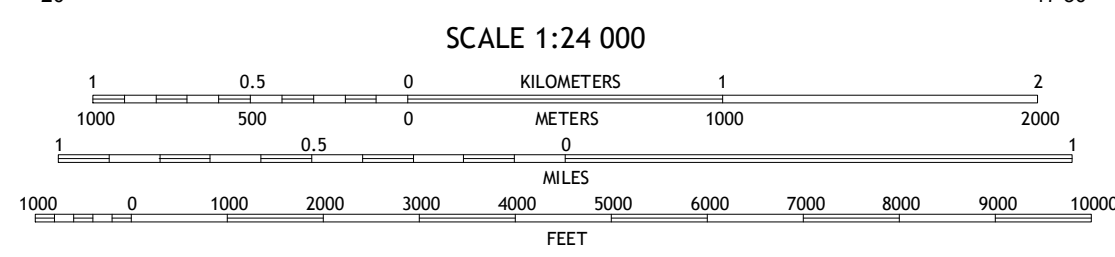 SCALE 1:24 000
1 0.5 0 KILOMETERS 1 2
1000 500 0 METERS 1000 2000
1 0.5 0 1
MILES
1000 0 1000 2000 3000 4000 5000 6000 7000 8000 9000 10000
FEET